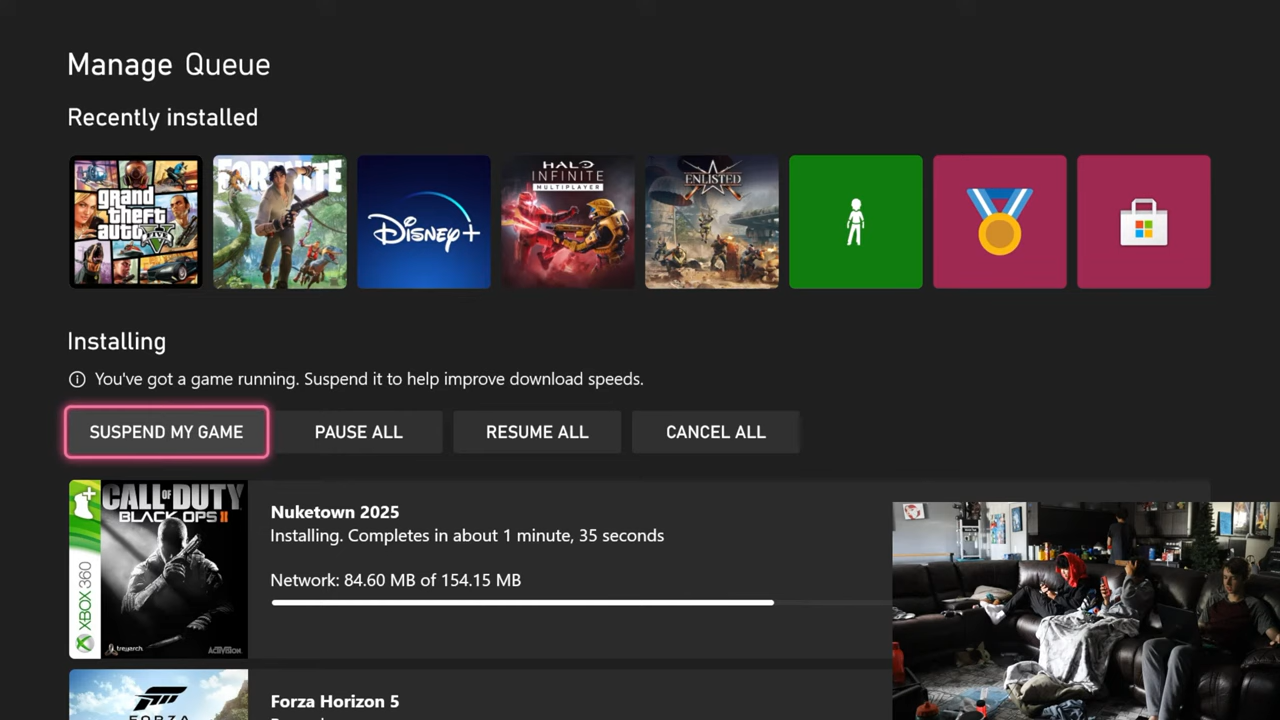 Manage Queue
Recently installed
grand
theft
auto
V
FORTNITE
Disney+
HALO
INFINITE
MULTIPLAYER
ENLISTED
Installing
You've got a game running. Suspend it to help improve download speeds.
SUSPEND MY GAME
PAUSE ALL
RESUME ALL
CANCEL ALL
XBOX 360
CALL OF DUTY
BLACK OPS II
TREYARCH
ACTIVISION
Nuketown 2025
Installing. Completes in about 1 minute, 35 seconds
Network: 84.60 MB of 154.15 MB
FORZA
Forza Horizon 5